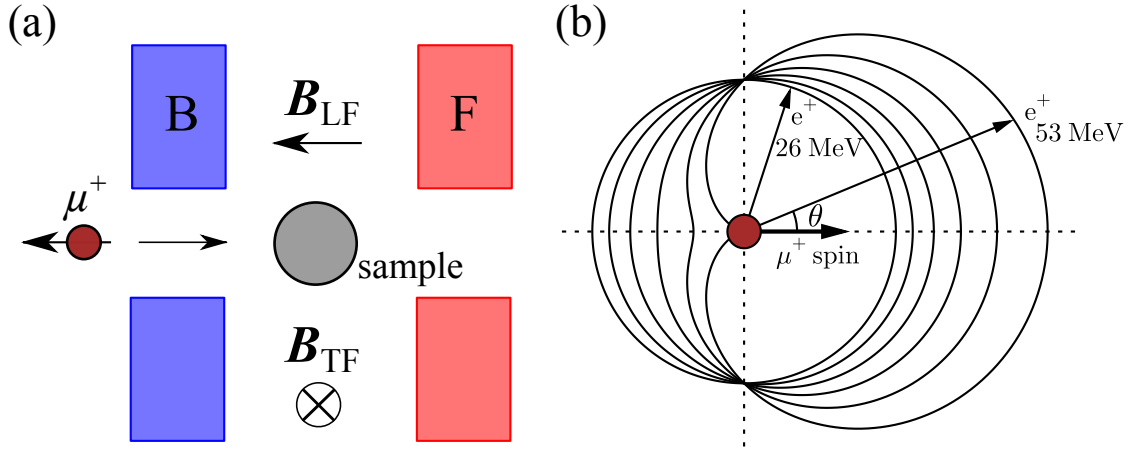 (a)
B
B_LF
F
μ⁺
sample
B_TF
(b)
e⁺
26 MeV
e⁺
53 MeV
θ
μ⁺ spin